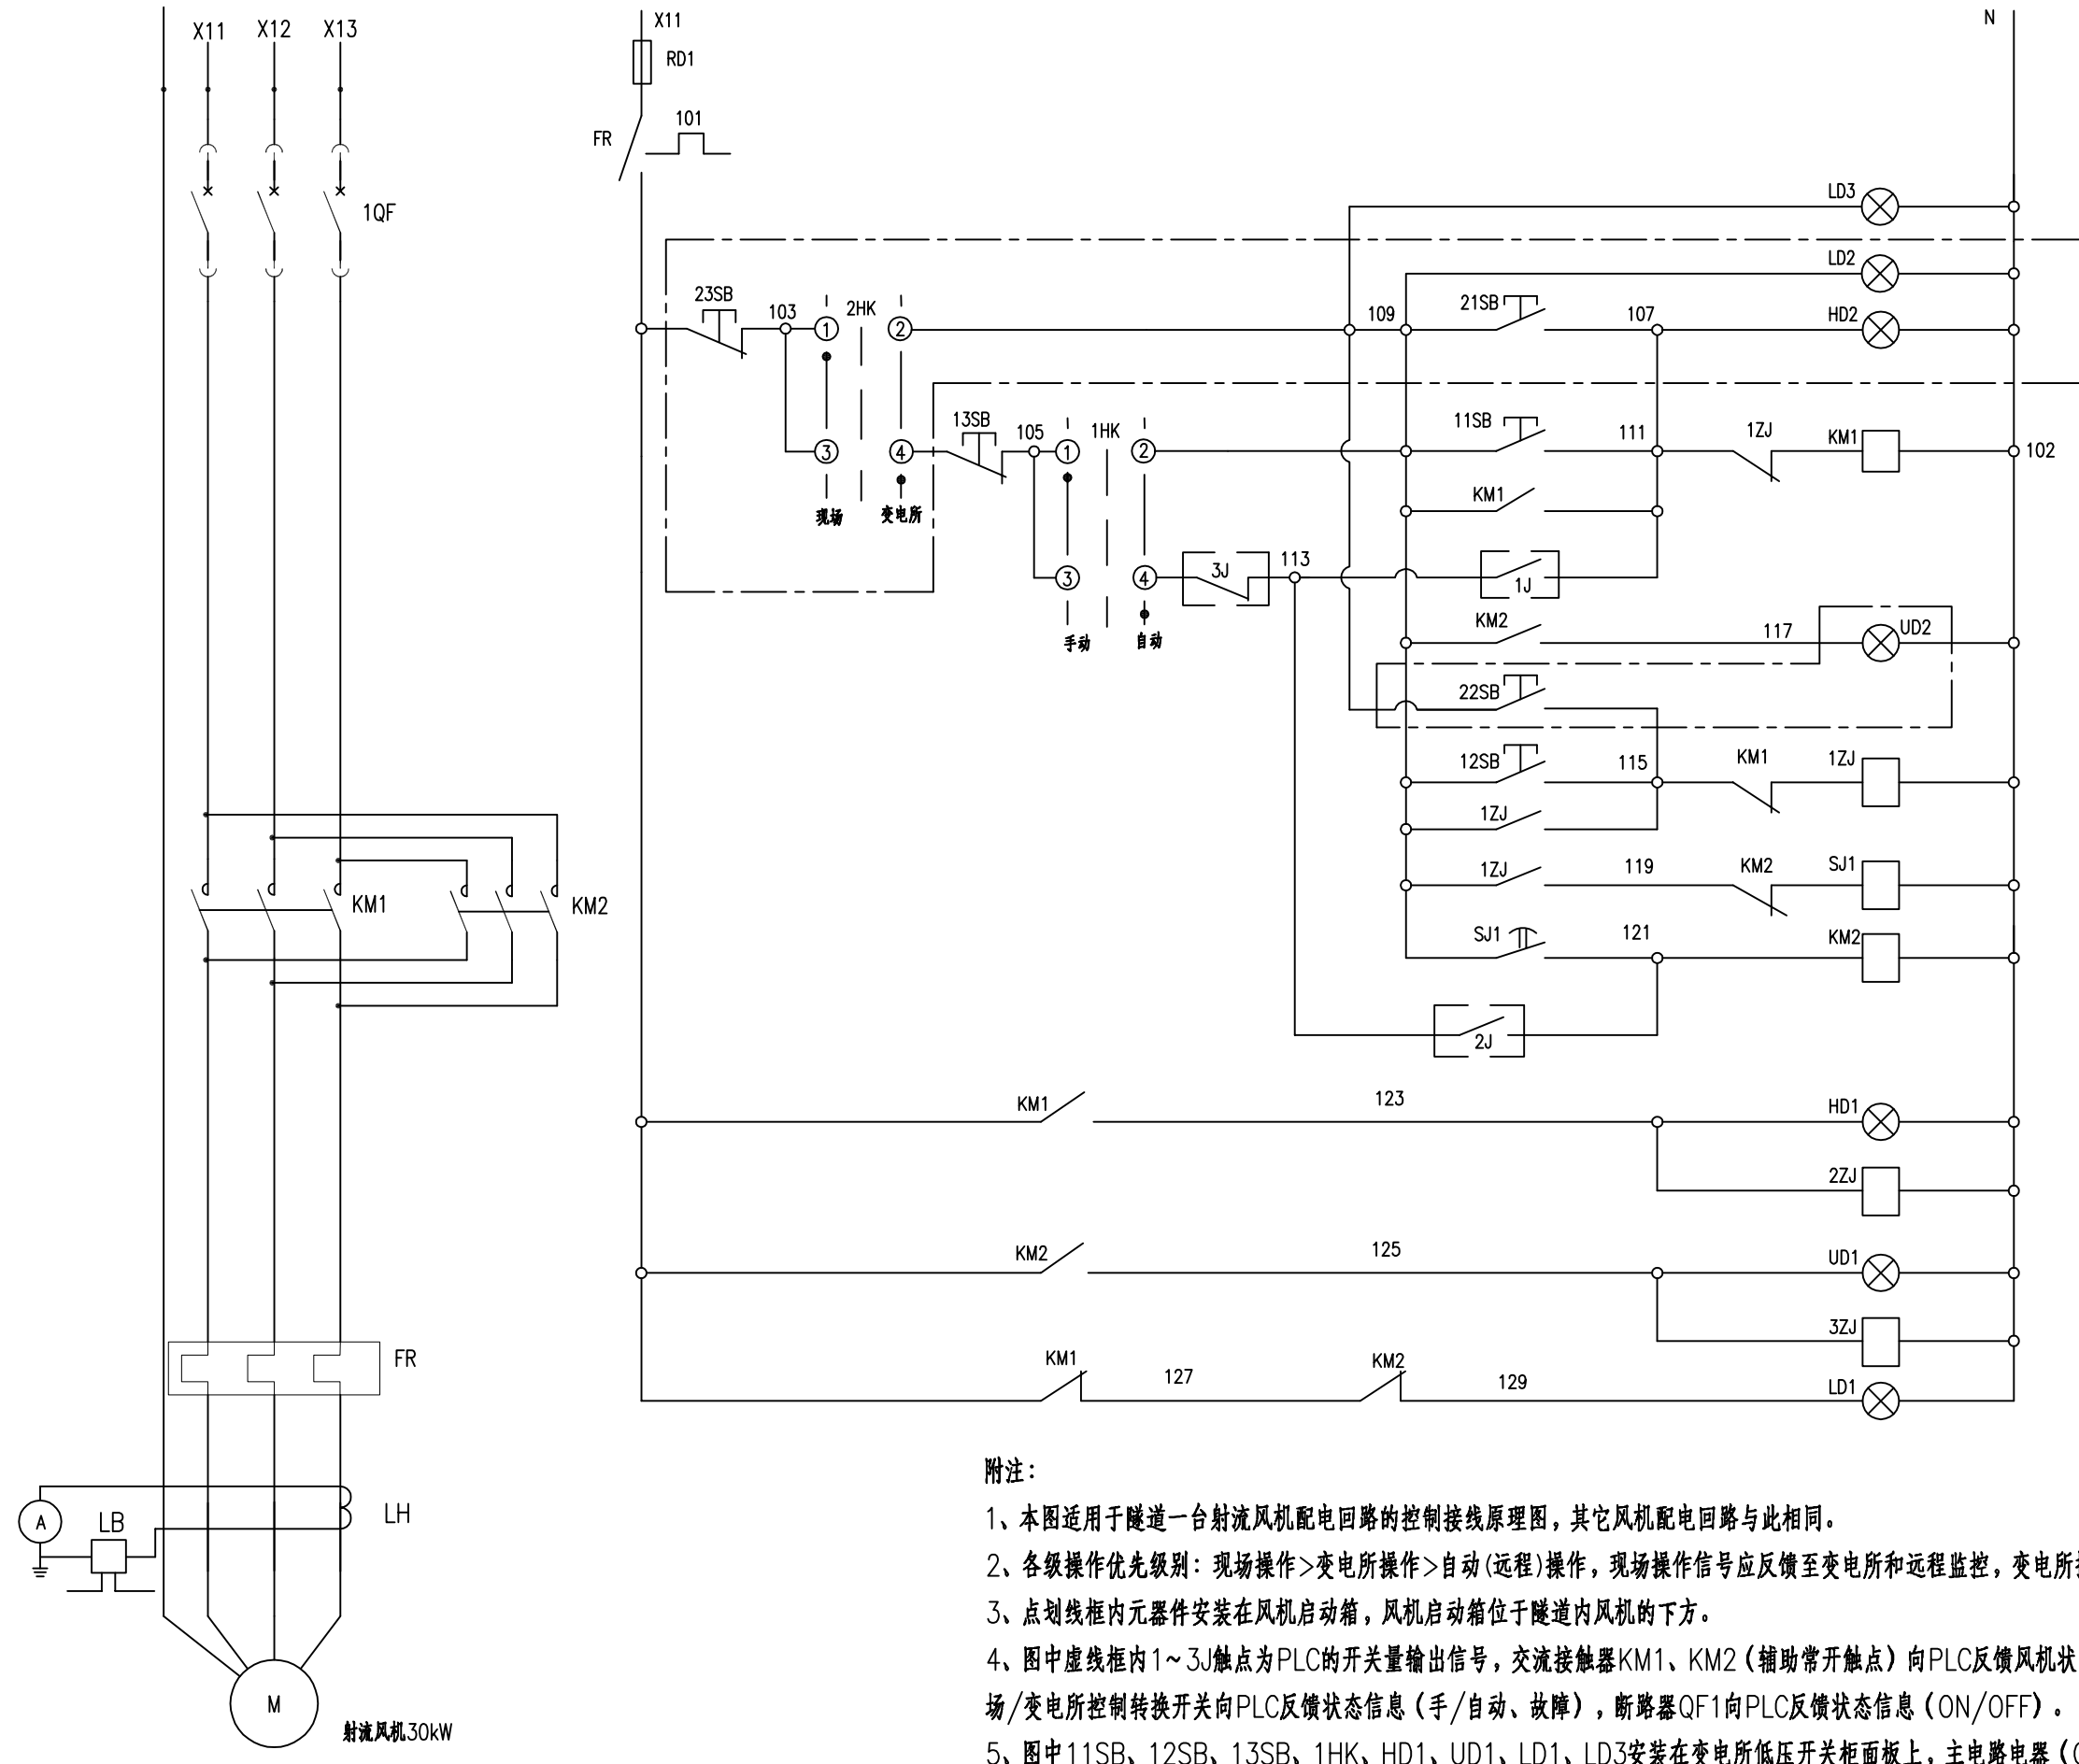 X11 X12 X13
X11
N
RD1
101
FR
1QF
LD3
LD2
23SB
103
1
2HK
2
109
21SB
107
HD2
13SB
105
1
1HK
2
11SB
111
1ZJ
KM1
102
3
4
现场
变电所
KM1
3
4
3J
113
1J
手动
自动
KM2
117
UD2
22SB
12SB
115
KM1
1ZJ
1ZJ
1ZJ
119
KM2
SJ1
KM1
KM2
SJ1
121
KM2
2J
KM1
123
HD1
2ZJ
KM2
125
UD1
3ZJ
FR
KM1
127
KM2
129
LD1
A
LB
LH
M
射流风机30kW
附注：
1、本图适用于隧道一台射流风机配电回路的控制接线原理图，其它风机配电回路与此相同。
2、各级操作优先级别：现场操作>变电所操作>自动(远程)操作，现场操作信号应反馈至变电所和远程监控，变电所
3、点划线框内元器件安装在风机启动箱，风机启动箱位于隧道内风机的下方。
4、图中虚线框内1~3J触点为PLC的开关量输出信号，交流接触器KM1、KM2（辅助常开触点）向PLC反馈风机状
场/变电所控制转换开关向PLC反馈状态信息（手/自动、故障），断路器QF1向PLC反馈状态信息（ON/OFF）。
5、图中11SB、12SB、13SB、1HK、HD1、UD1、LD1、LD3安装在变电所低压开关柜面板上，主电路电器（